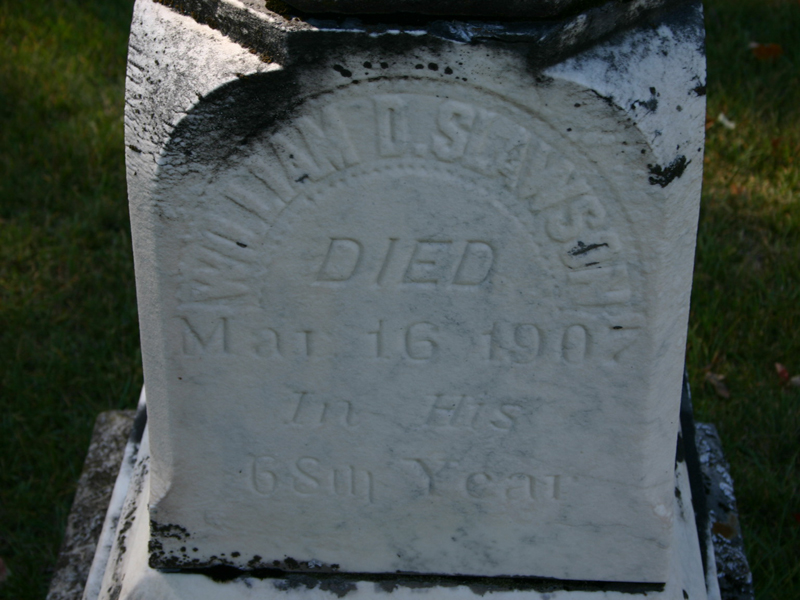 WILLIAM D. SLAWSON
DIED
Mar 16 1907
In His
68th Year